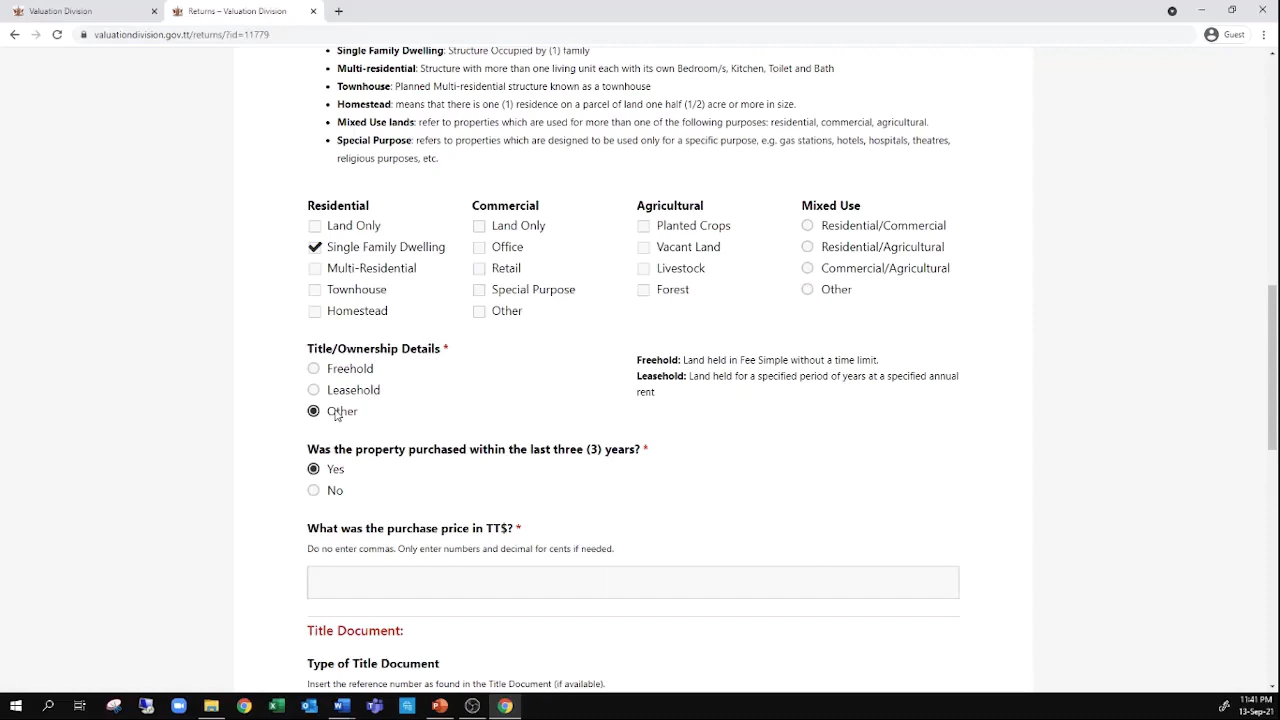 Valuation Division
Returns – Valuation Division
valuationdivision.gov.tt/returns/?id=11779
Guest
Single Family Dwelling: Structure Occupied by (1) family
Multi-residential: Structure with more than one living unit each with its own Bedroom/s, Kitchen, Toilet and Bath
Townhouse: Planned Multi-residential structure known as a townhouse
Homestead: means that there is one (1) residence on a parcel of land one half (1/2) acre or more in size.
Mixed Use lands: refer to properties which are used for more than one of the following purposes: residential, commercial, agricultural.
Special Purpose: refers to properties which are designed to be used only for a specific purpose, e.g. gas stations, hotels, hospitals, theatres,
religious purposes, etc.
Residential Commercial Agricultural Mixed Use
Land Only Land Only Planted Crops Residential/Commercial
Single Family Dwelling Office Vacant Land Residential/Agricultural
Multi-Residential Retail Livestock Commercial/Agricultural
Townhouse Special Purpose Forest Other
Homestead Other
Title/Ownership Details *
Freehold
Leasehold
Other
Freehold: Land held in Fee Simple without a time limit.
Leasehold: Land held for a specified period of years at a specified annual
rent
Was the property purchased within the last three (3) years? *
Yes
No
What was the purchase price in TT$? *
Do no enter commas. Only enter numbers and decimal for cents if needed.
Title Document:
Type of Title Document
Insert the reference number as found in the Title Document (if available).
11:41 PM
13-Sep-21